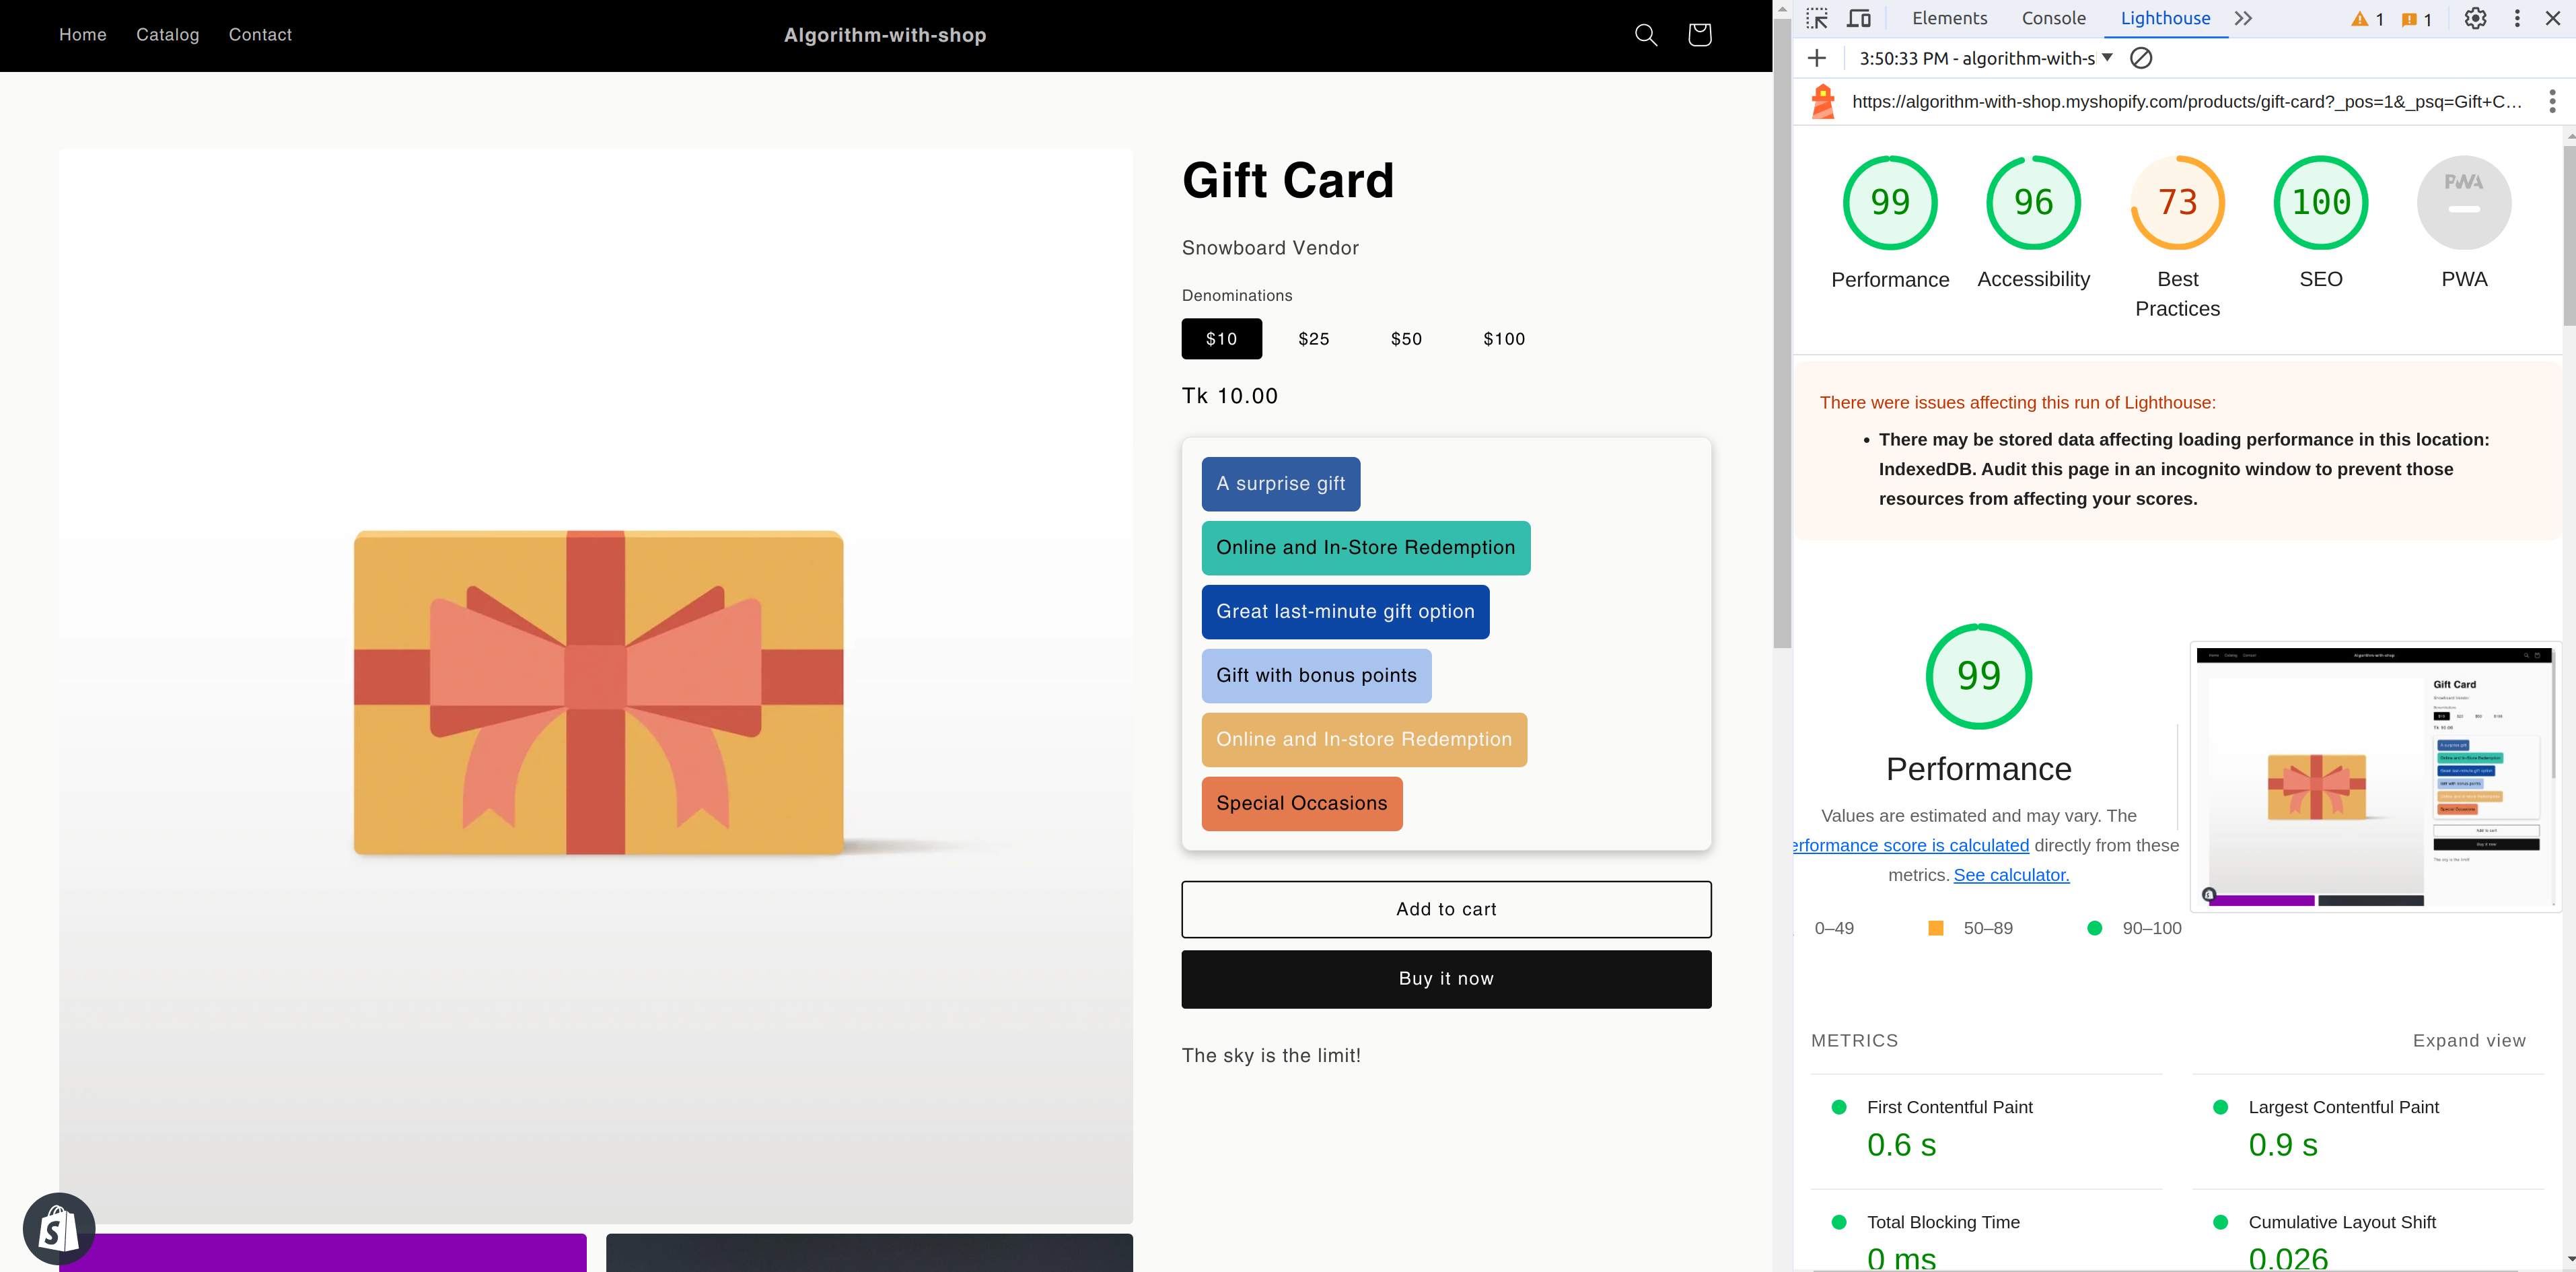 Home Catalog Contact
Algorithm-with-shop
Gift Card
Snowboard Vendor
Denominations
$10 $25 $50 $100
Tk 10.00
A surprise gift
Online and In-Store Redemption
Great last-minute gift option
Gift with bonus points
Online and In-store Redemption
Special Occasions
Add to cart
Buy it now
The sky is the limit!
Elements Console Lighthouse 1 1
3:50:33 PM - algorithm-with-s
https://algorithm-with-shop.myshopify.com/products/gift-card?_pos=1&_psq=Gift+C…
99 96 73 100 PWA
Performance Accessibility Best Practices SEO PWA
There were issues affecting this run of Lighthouse:
• There may be stored data affecting loading performance in this location:
IndexedDB. Audit this page in an incognito window to prevent those
resources from affecting your scores.
99
Performance
Values are estimated and may vary. The
erformance score is calculated directly from these
metrics. See calculator.
0–49 50–89 90–100
Algorithm-with-shop
Gift Card
METRICS Expand view
First Contentful Paint
0.6 s
Largest Contentful Paint
0.9 s
Total Blocking Time
0 ms
Cumulative Layout Shift
0.026